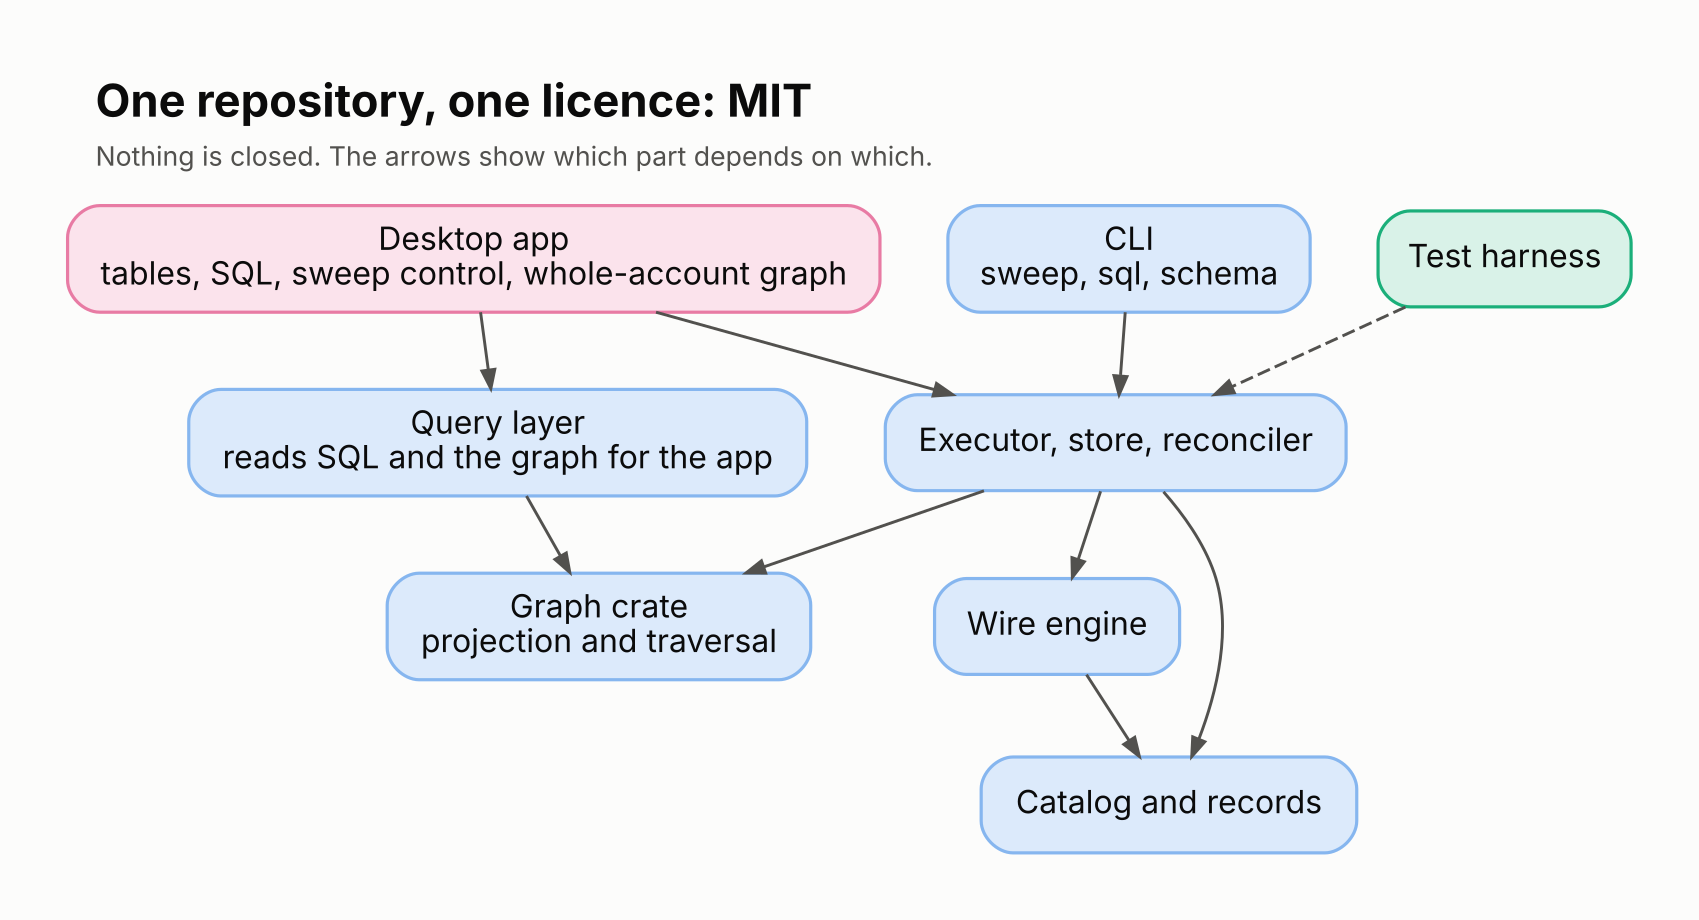 One repository, one licence: MIT
Nothing is closed. The arrows show which part depends on which.
Desktop app
tables, SQL, sweep control, whole-account graph
CLI
sweep, sql, schema
Test harness
Query layer
reads SQL and the graph for the app
Executor, store, reconciler
Graph crate
projection and traversal
Wire engine
Catalog and records